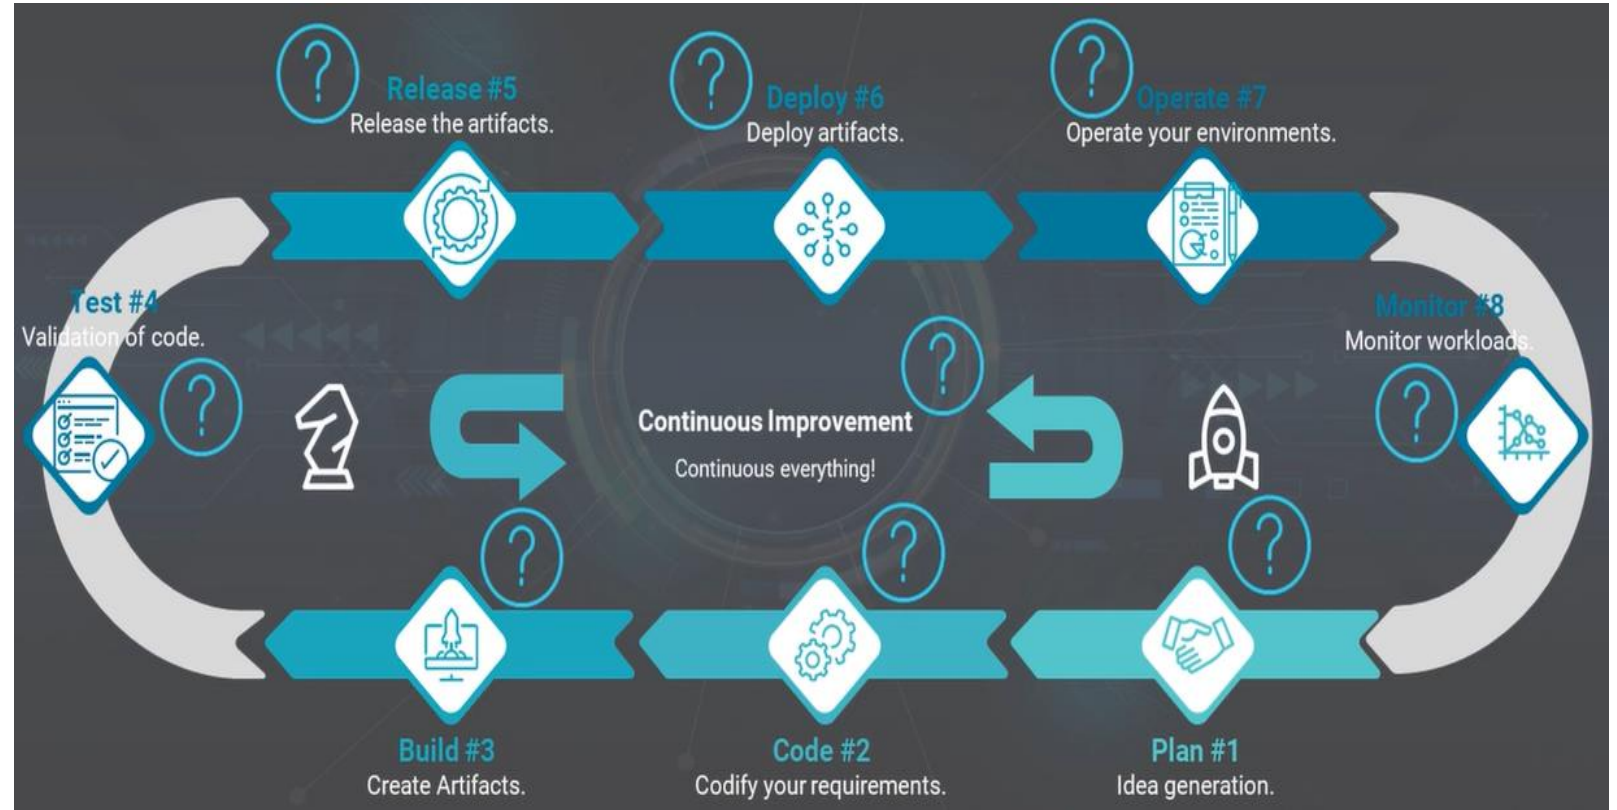 Release #5
Release the artifacts.
Deploy #6
Deploy artifacts.
Operate #7
Operate your environments.
Test #4
Validation of code.
Monitor #8
Monitor workloads.
Continuous Improvement
Continuous everything!
Build #3
Create Artifacts.
Code #2
Codify your requirements.
Plan #1
Idea generation.